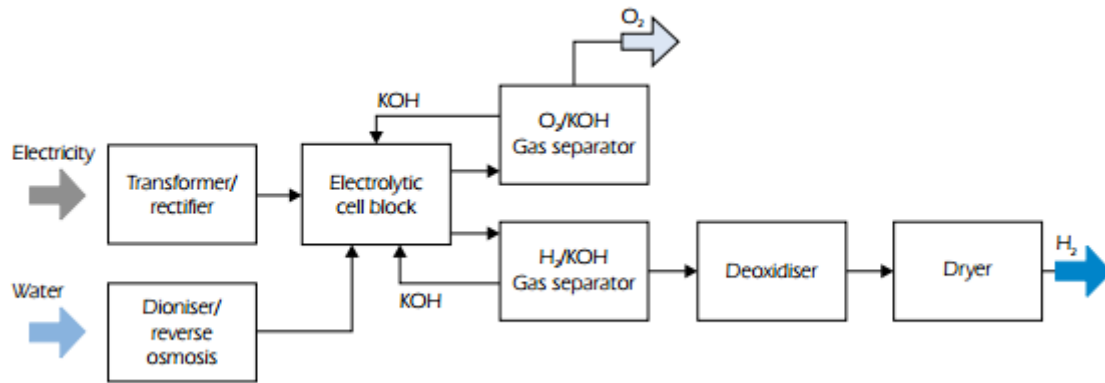 O₂
KOH
O₂/KOH
Gas separator
Electricity
Transformer/
rectifier
Electrolytic
cell block
H₂/KOH
Gas separator
Deoxidiser
Dryer
H₂
Water
KOH
Dioniser/
reverse
osmosis